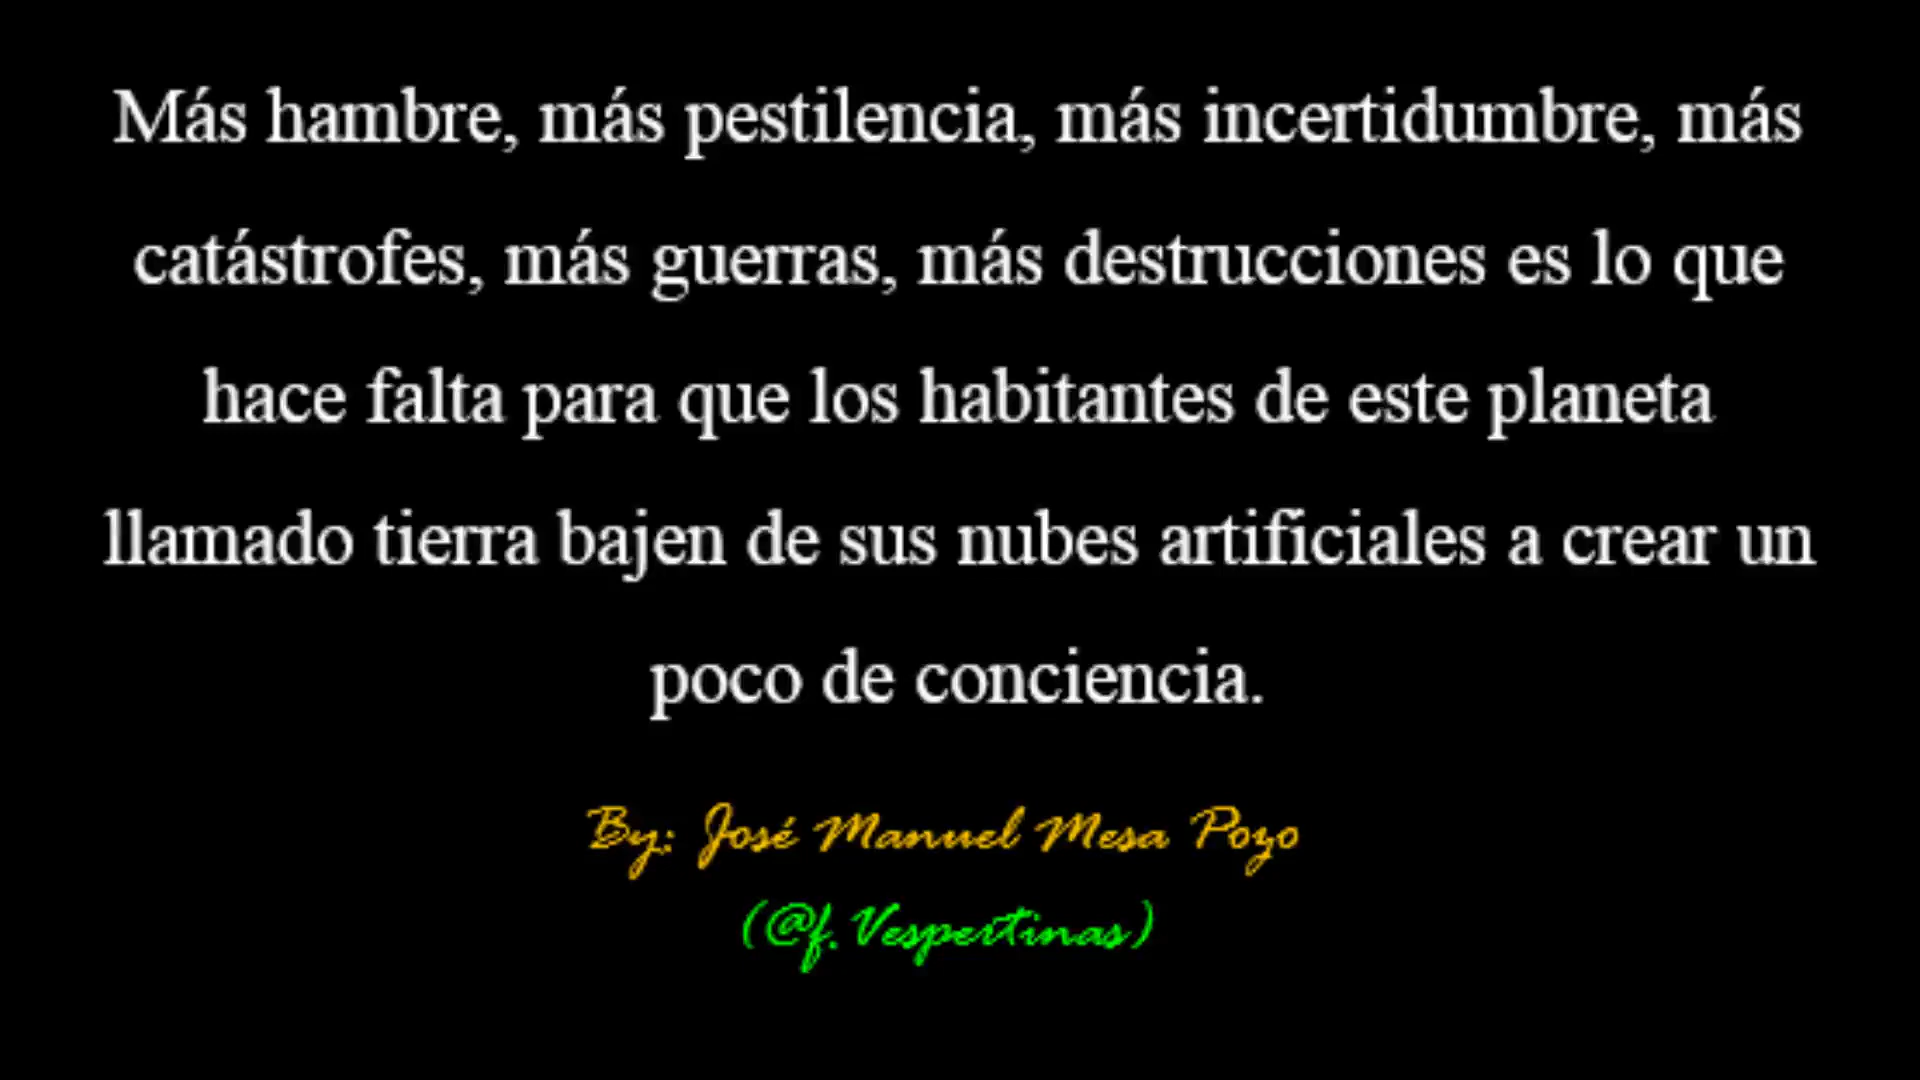 Más hambre, más pestilencia, más incertidumbre, más
catástrofes, más guerras, más destrucciones es lo que
hace falta para que los habitantes de este planeta
llamado tierra bajen de sus nubes artificiales a crear un
poco de conciencia.
By: José Manuel Mesa Pozo
(@f.Vespertinas)